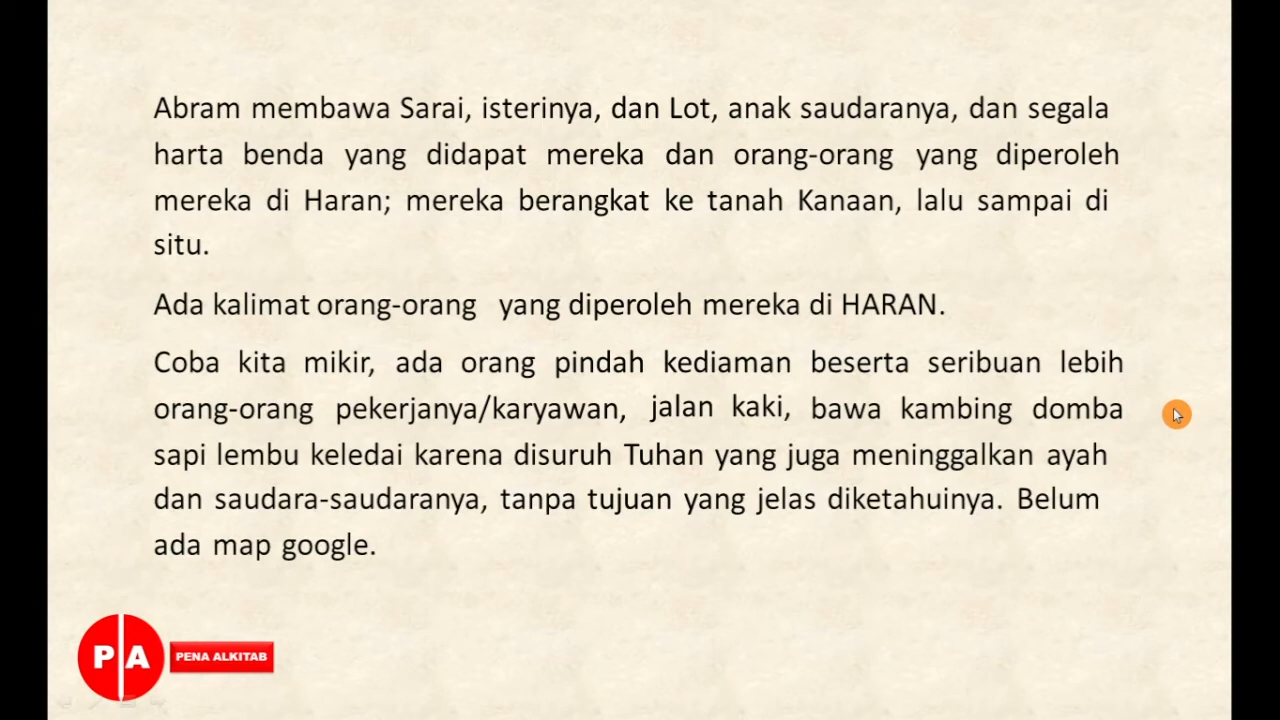 Abram membawa Sarai, isterinya, dan Lot, anak saudaranya, dan segala
harta benda yang didapat mereka dan orang-orang yang diperoleh
mereka di Haran; mereka berangkat ke tanah Kanaan, lalu sampai di
situ.
Ada kalimat orang-orang yang diperoleh mereka di HARAN.
Coba kita mikir, ada orang pindah kediaman beserta seribuan lebih
orang-orang pekerjanya/karyawan, jalan kaki, bawa kambing domba
sapi lembu keledai karena disuruh Tuhan yang juga meninggalkan ayah
dan saudara-saudaranya, tanpa tujuan yang jelas diketahuinya. Belum
ada map google.
P A PENA ALKITAB